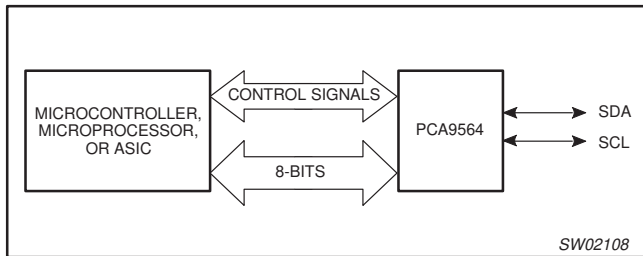 MICROCONTROLLER,
MICROPROCESSOR,
OR ASIC
CONTROL SIGNALS
8-BITS
PCA9564
SDA
SCL
SW02108